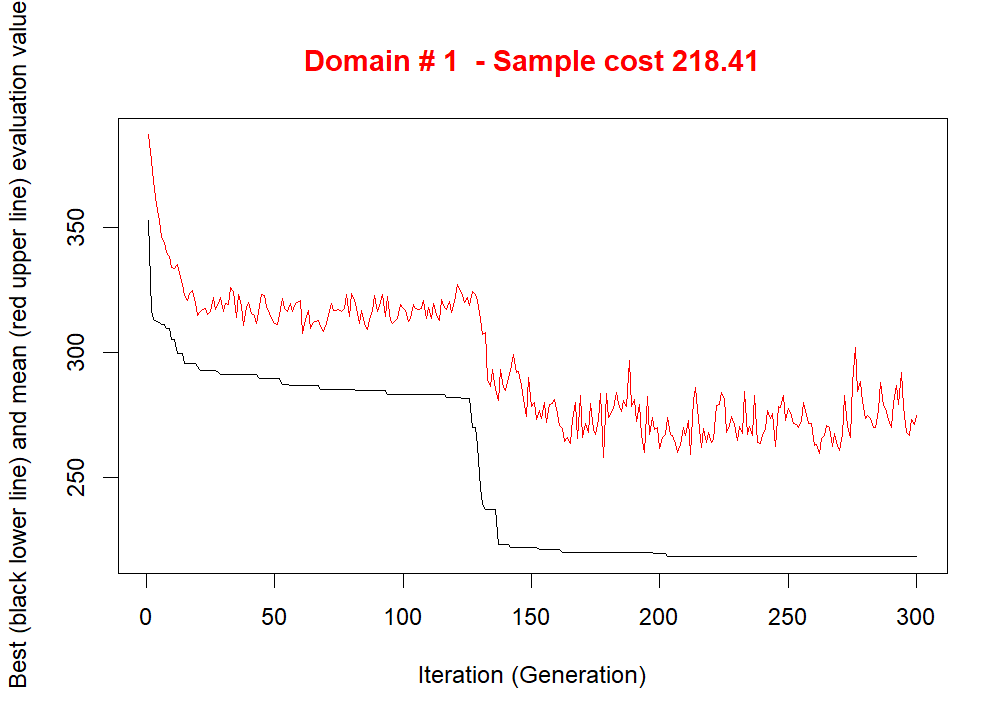 Domain # 1 - Sample cost 218.41
Best (black lower line) and mean (red upper line) evaluation value
350
300
250
0 50 100 150 200 250 300
Iteration (Generation)